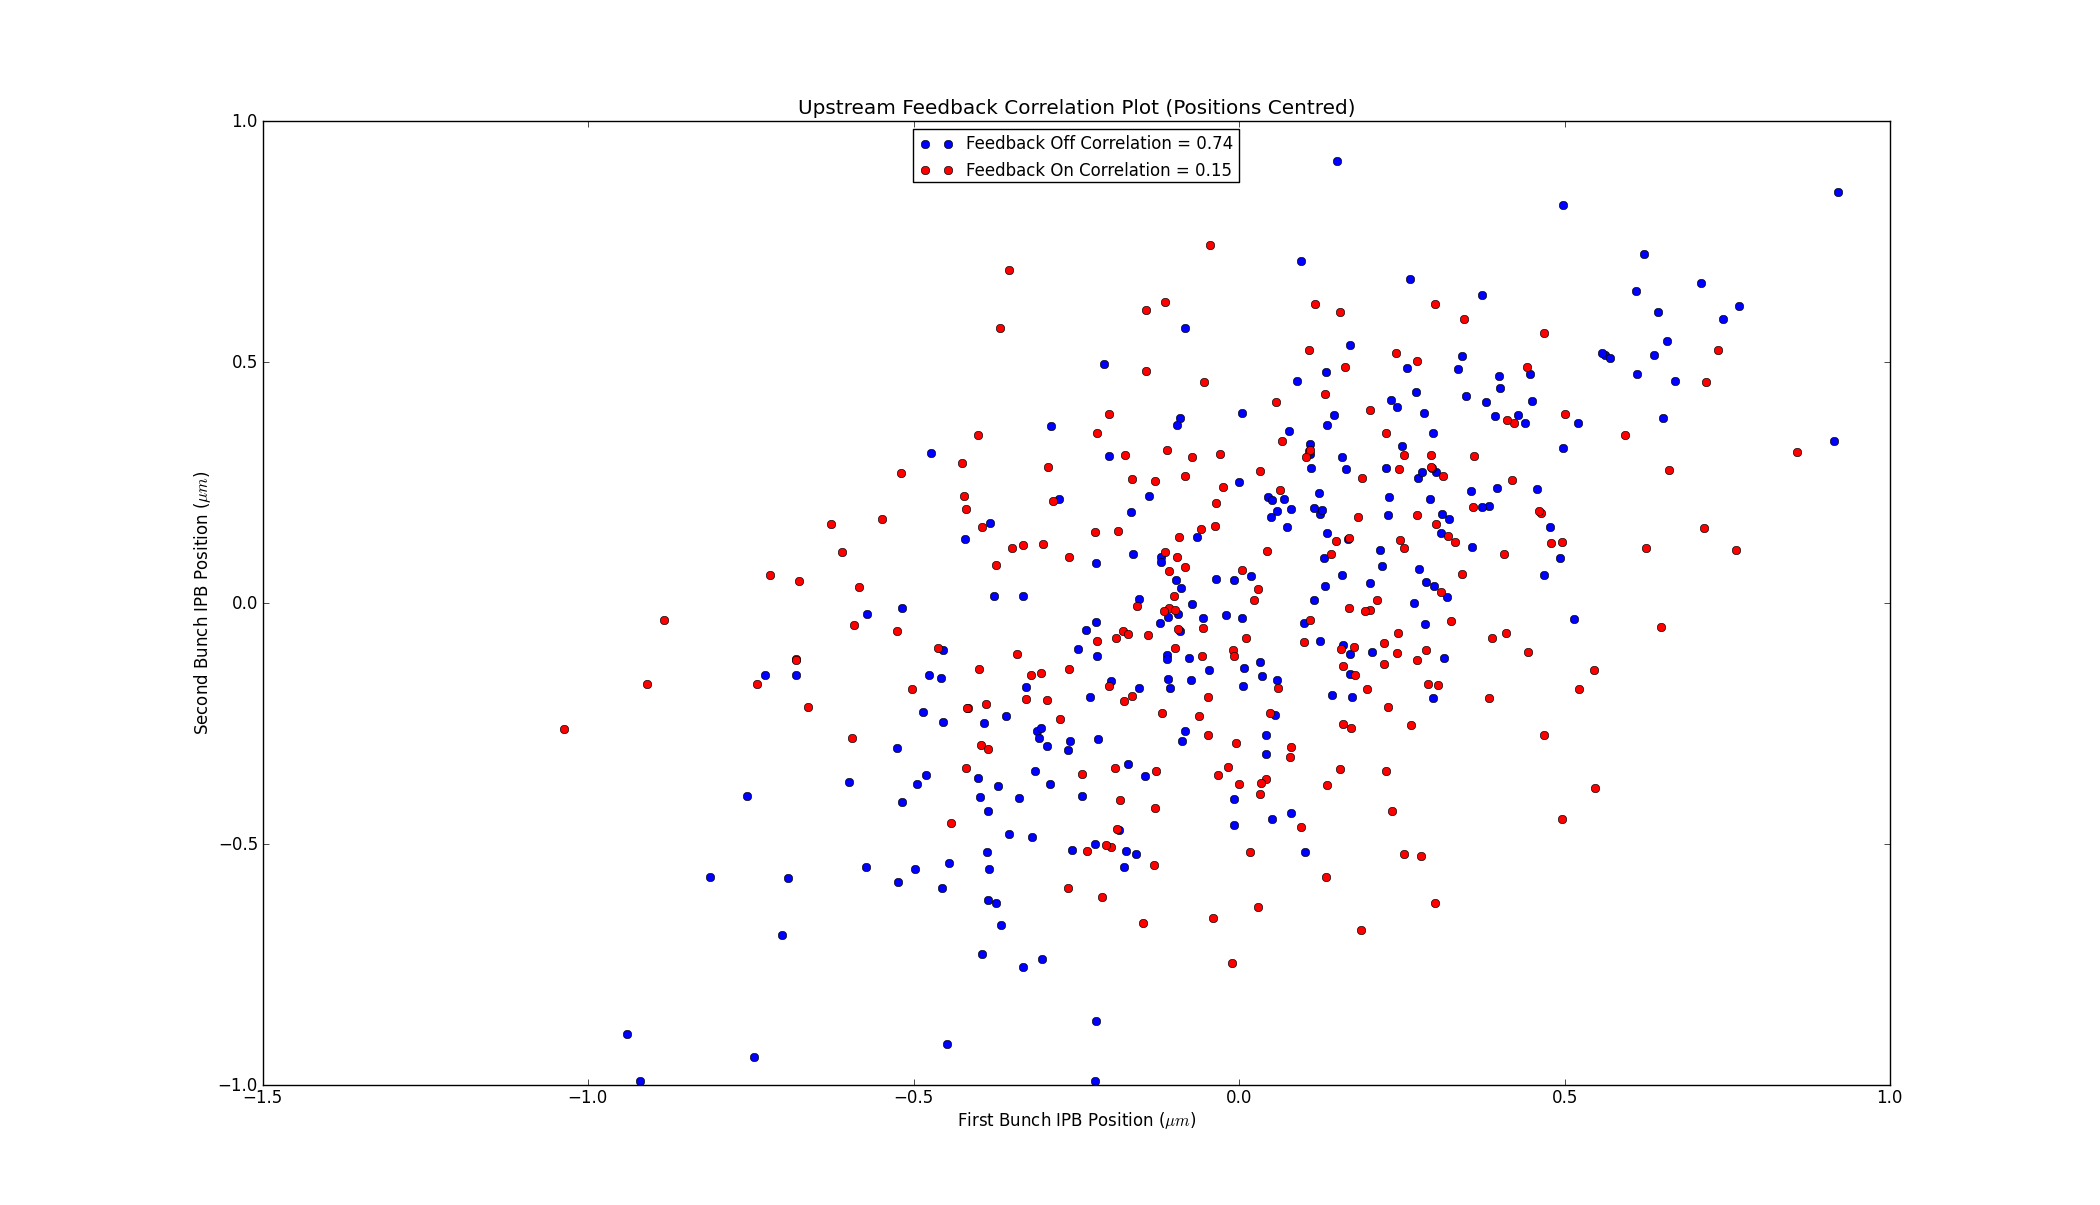 Upstream Feedback Correlation Plot (Positions Centred)
Feedback Off Correlation = 0.74
Feedback On Correlation = 0.15
1.0
0.5
0.0
−0.5
−1.0
Second Bunch IPB Position (μm)
−1.5
−1.0
−0.5
0.0
0.5
1.0
First Bunch IPB Position (μm)